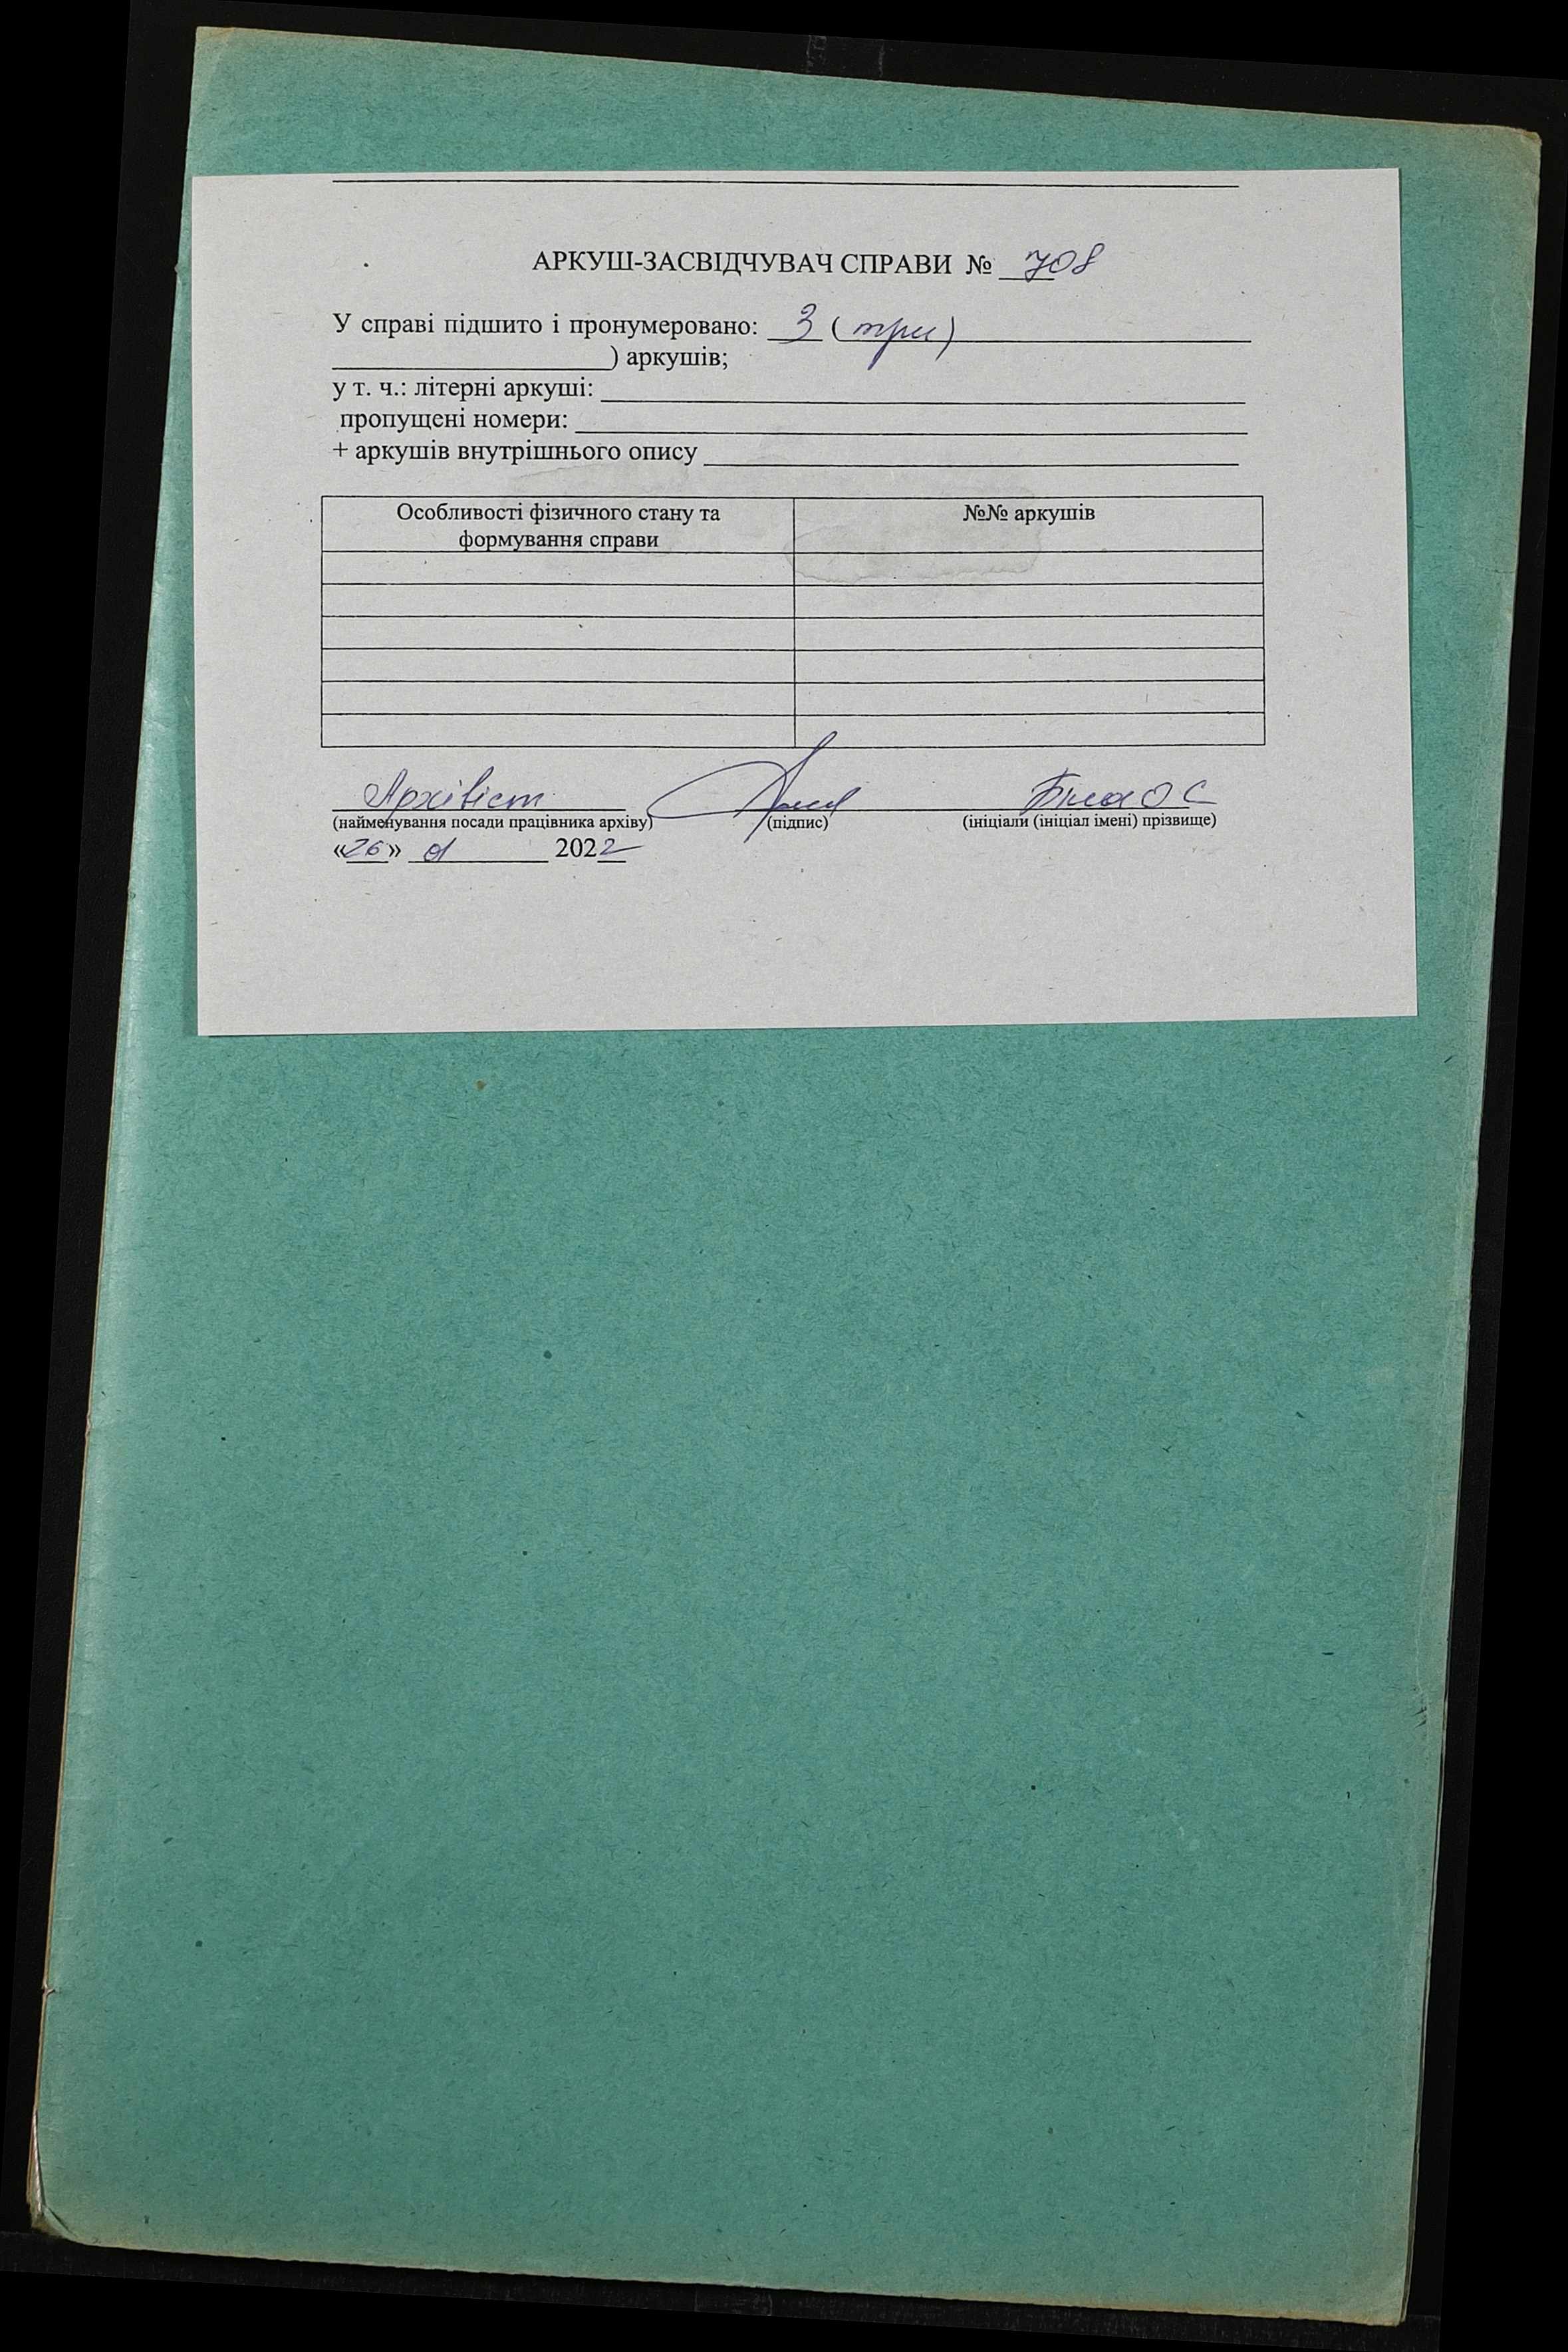 АРКУШ-ЗАСВІДЧУВАЧ СПРАВИ № 708
У справі підшито і пронумеровано: 3 ( три )
) аркушів;
у т. ч.: літерні аркуші:
пропущені номери:
+ аркушів внутрішнього опису
Особливості фізичного стану та формування справи
№№ аркушів
Архівіст Біла О С
(найменування посади працівника архіву) (підпис) (ініціали (ініціал імені) прізвище)
«26» 01 2022